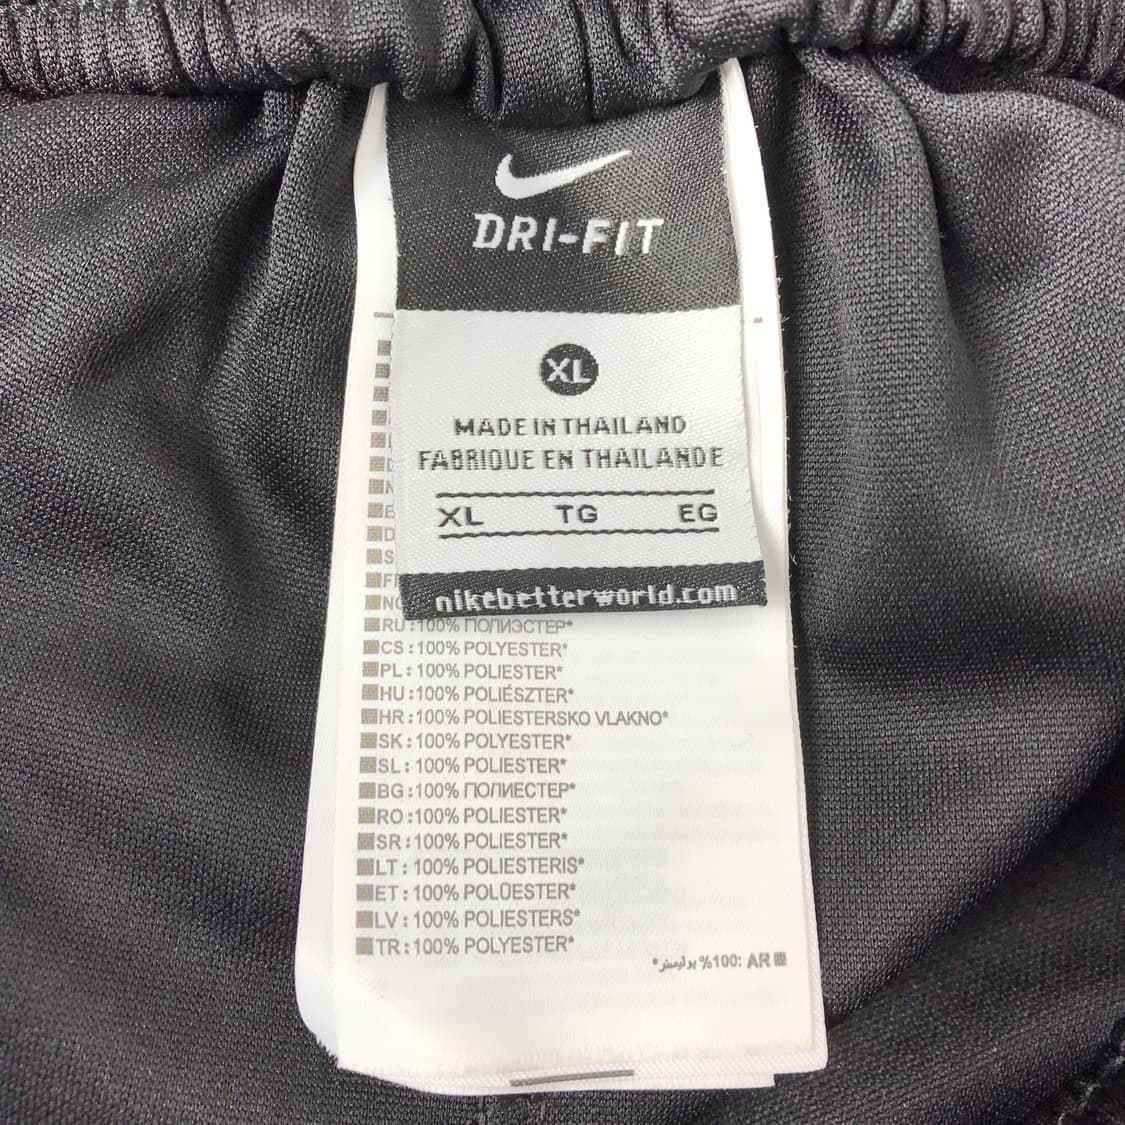 DRI-FIT
XL
MADE IN THAILAND
FABRIQUE EN THAILANDE
XL TG EG
nikebetterworld.com
RU:100% ПОЛИЭСТЕР*
CS:100% POLYESTER*
PL:100% POLIESTER*
HU:100% POLIÉSZTER*
HR:100% POLIESTERSKO VLAKNO*
SK:100% POLYESTER*
SL:100% POLIESTER*
BG:100% ПОЛИЕСТЕР*
RO:100% POLIESTER*
SR:100% POLIESTER*
LT:100% POLIESTERIS*
ET:100% POLÜESTER*
LV:100% POLIESTERS*
TR:100% POLYESTER*
AR :100% بوليستر*